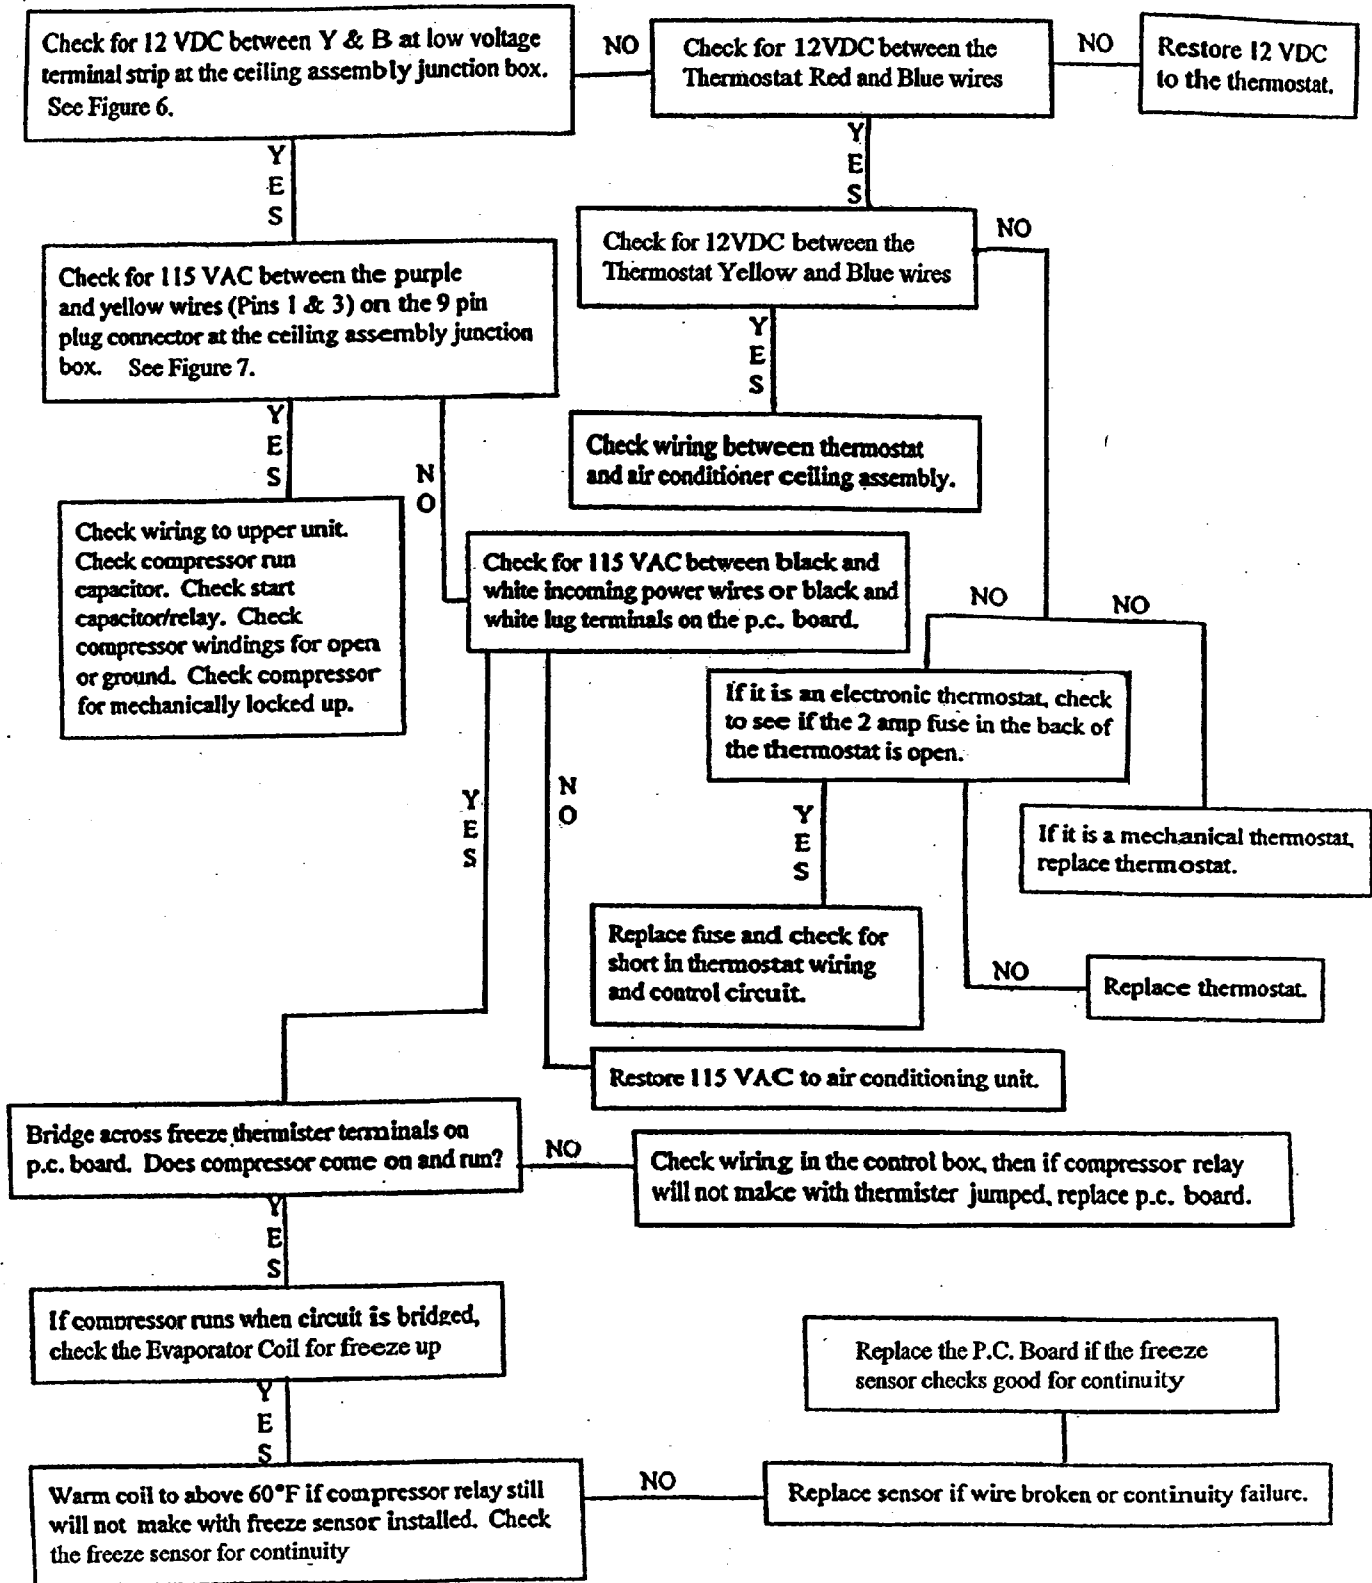 Check for 12 VDC between Y & B at low voltage
terminal strip at the ceiling assembly junction box.
See Figure 6.
NO
Check for 12VDC between the
Thermostat Red and Blue wires
NO
Restore 12 VDC
to the thermostat.
YES
YES
Check for 115 VAC between the purple
and yellow wires (Pins 1 & 3) on the 9 pin
plug connector at the ceiling assembly junction
box. See Figure 7.
Check for 12VDC between the
Thermostat Yellow and Blue wires
NO
YES
Check wiring between thermostat
and air conditioner ceiling assembly.
YES
NO
Check wiring to upper unit.
Check compressor run
capacitor. Check start
capacitor/relay. Check
compressor windings for open
or ground. Check compressor
for mechanically locked up.
Check for 115 VAC between black and
white incoming power wires or black and
white lug terminals on the p.c. board.
NO
NO
If it is an electronic thermostat, check
to see if the 2 amp fuse in the back of
the thermostat is open.
YES
NO
YES
If it is a mechanical thermostat,
replace thermostat.
Replace fuse and check for
short in thermostat wiring
and control circuit.
NO
Replace thermostat.
Restore 115 VAC to air conditioning unit.
Bridge across freeze thermister terminals on
p.c. board. Does compressor come on and run?
NO
Check wiring in the control box, then if compressor relay
will not make with thermister jumped, replace p.c. board.
YES
If compressor runs when circuit is bridged,
check the Evaporator Coil for freeze up
Replace the P.C. Board if the freeze
sensor checks good for continuity
YES
Warm coil to above 60°F if compressor relay still
will not make with freeze sensor installed. Check
the freeze sensor for continuity
NO
Replace sensor if wire broken or continuity failure.